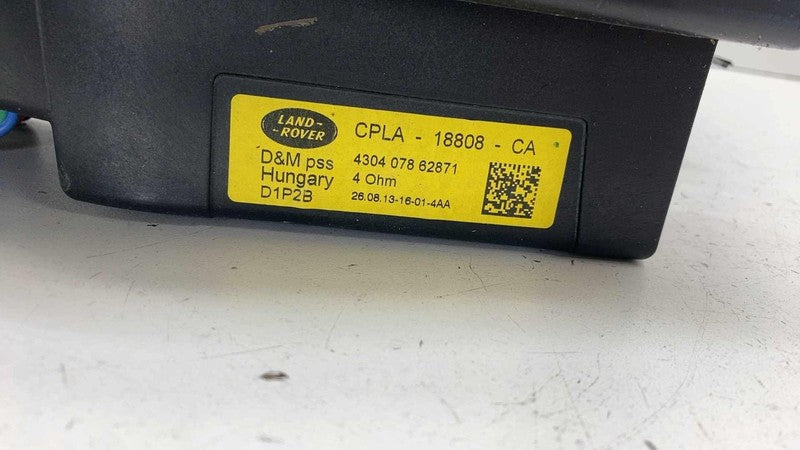 LAND-
ROVER
CPLA - 18808 - CA
D&M pss 4304 078 62871
Hungary 4 Ohm
D1P2B 26.08.13-16-01-4AA